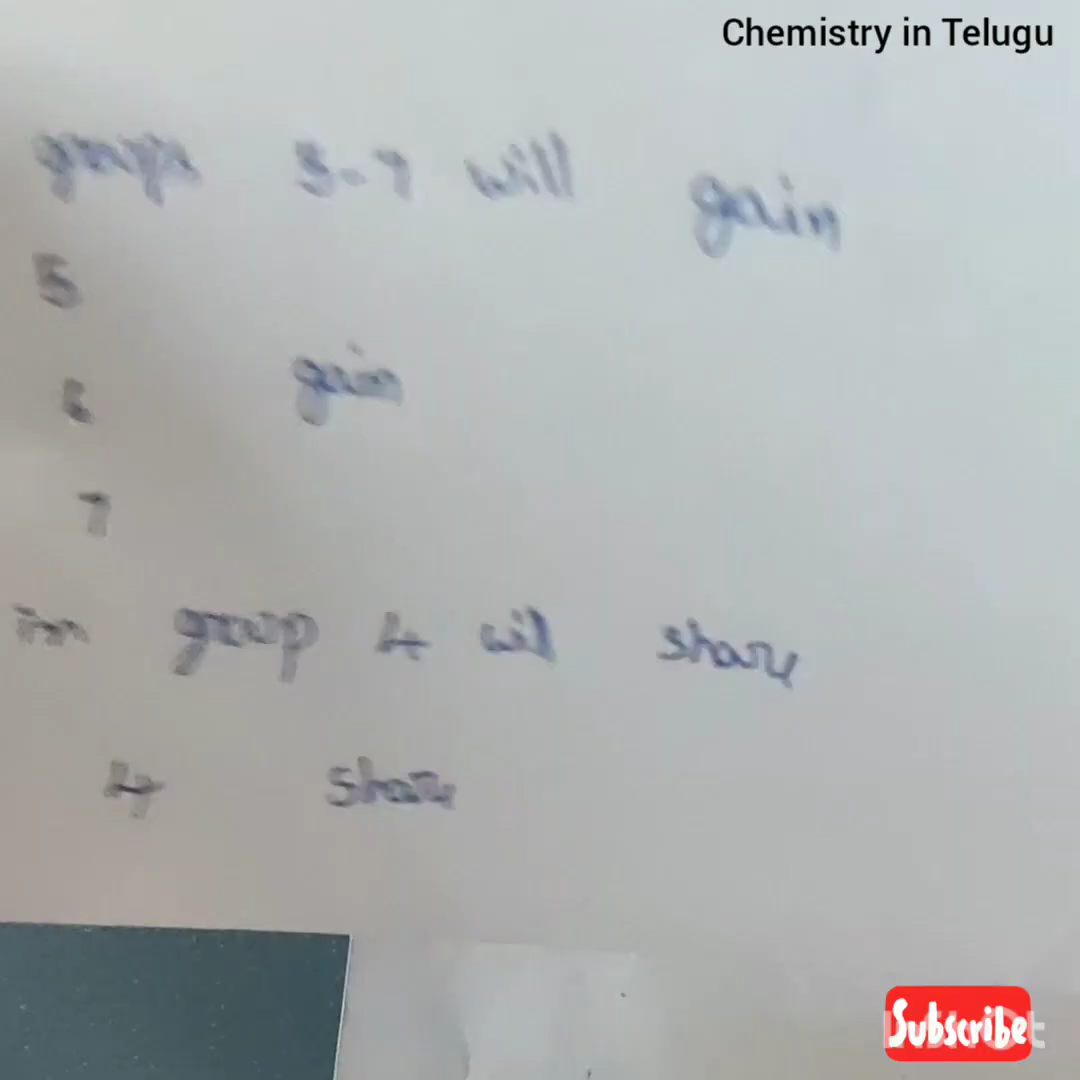 Chemistry in Telugu
group 5-7 will gain
5
6 gain
7
in group 4 will share
4 share
Subscribe